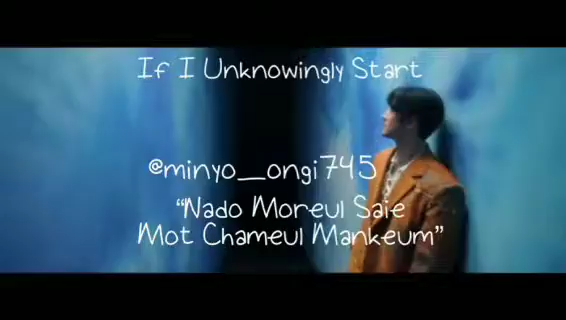 If I Unknowingly Start
@minyo_ongi745
“Nado Moreul Saie
Mot Chameul Mankeum”